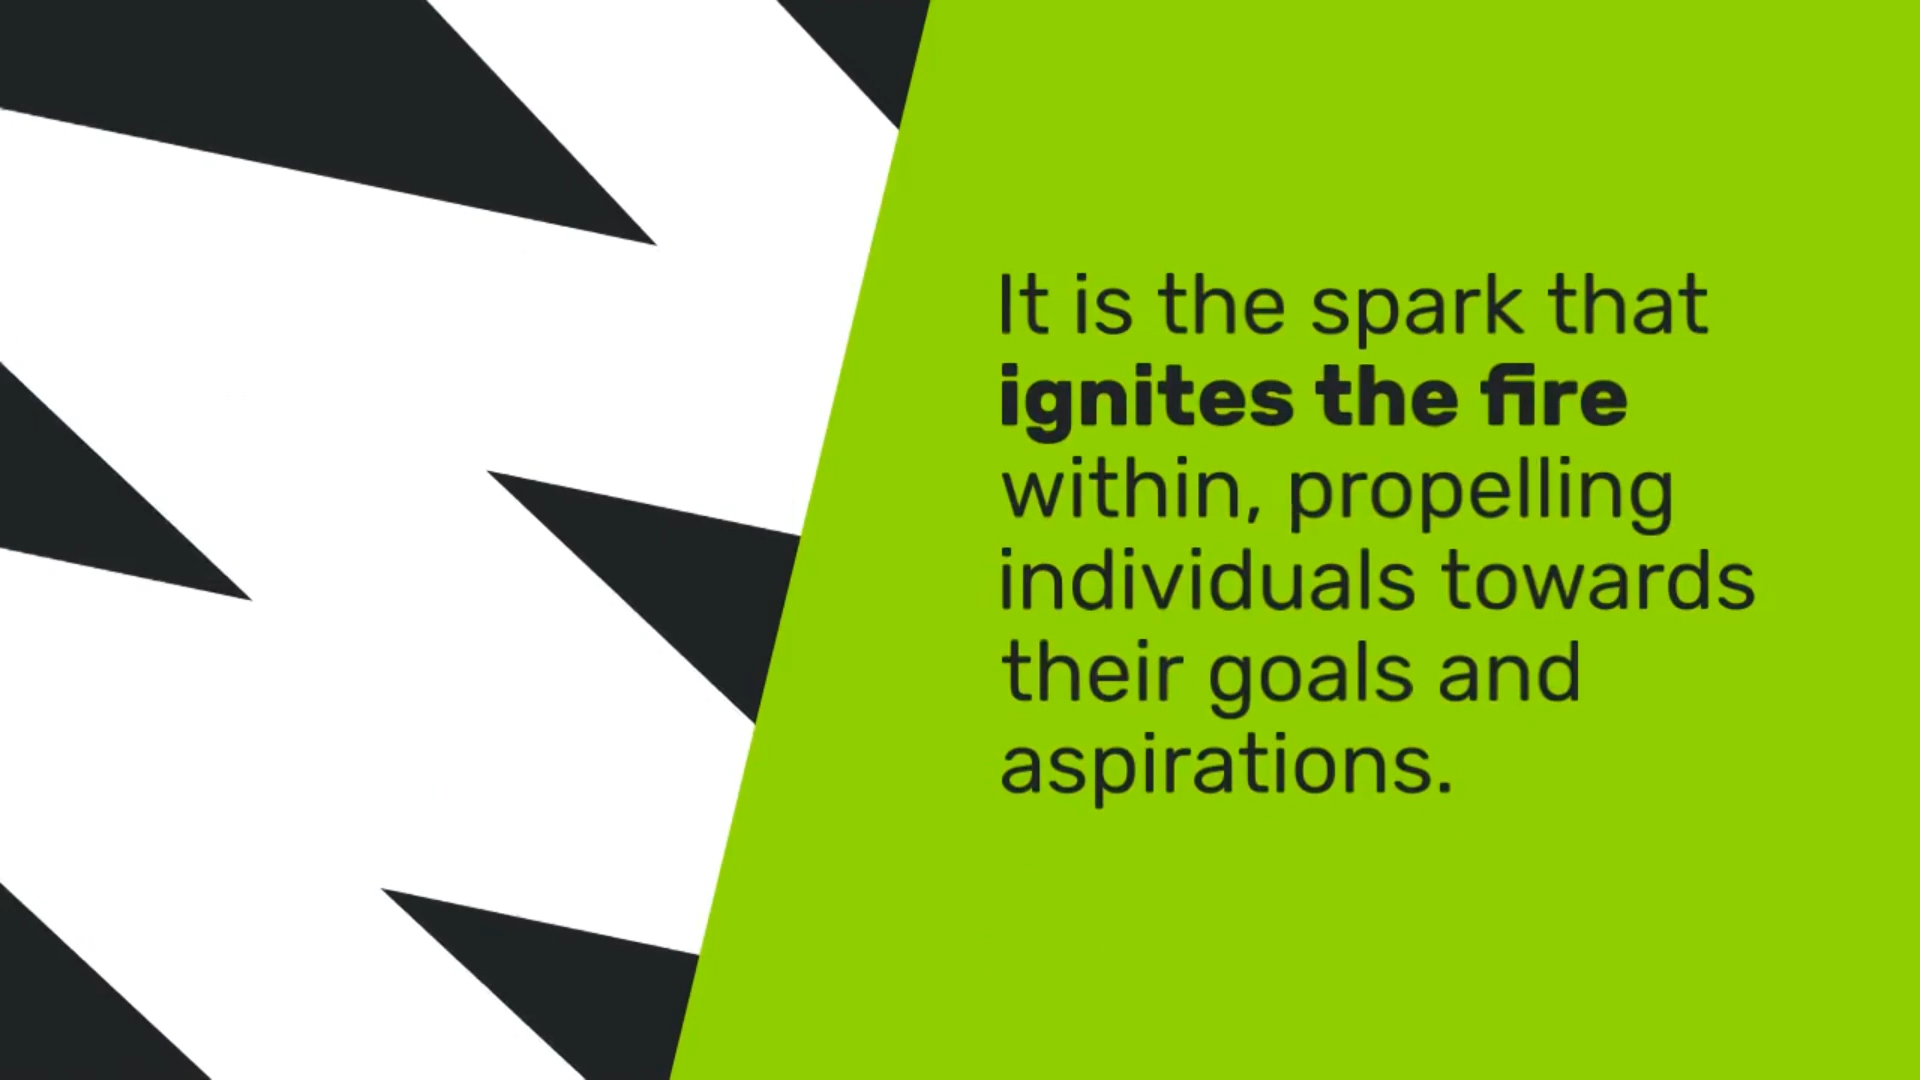 It is the spark that
ignites the fire
within, propelling
individuals towards
their goals and
aspirations.